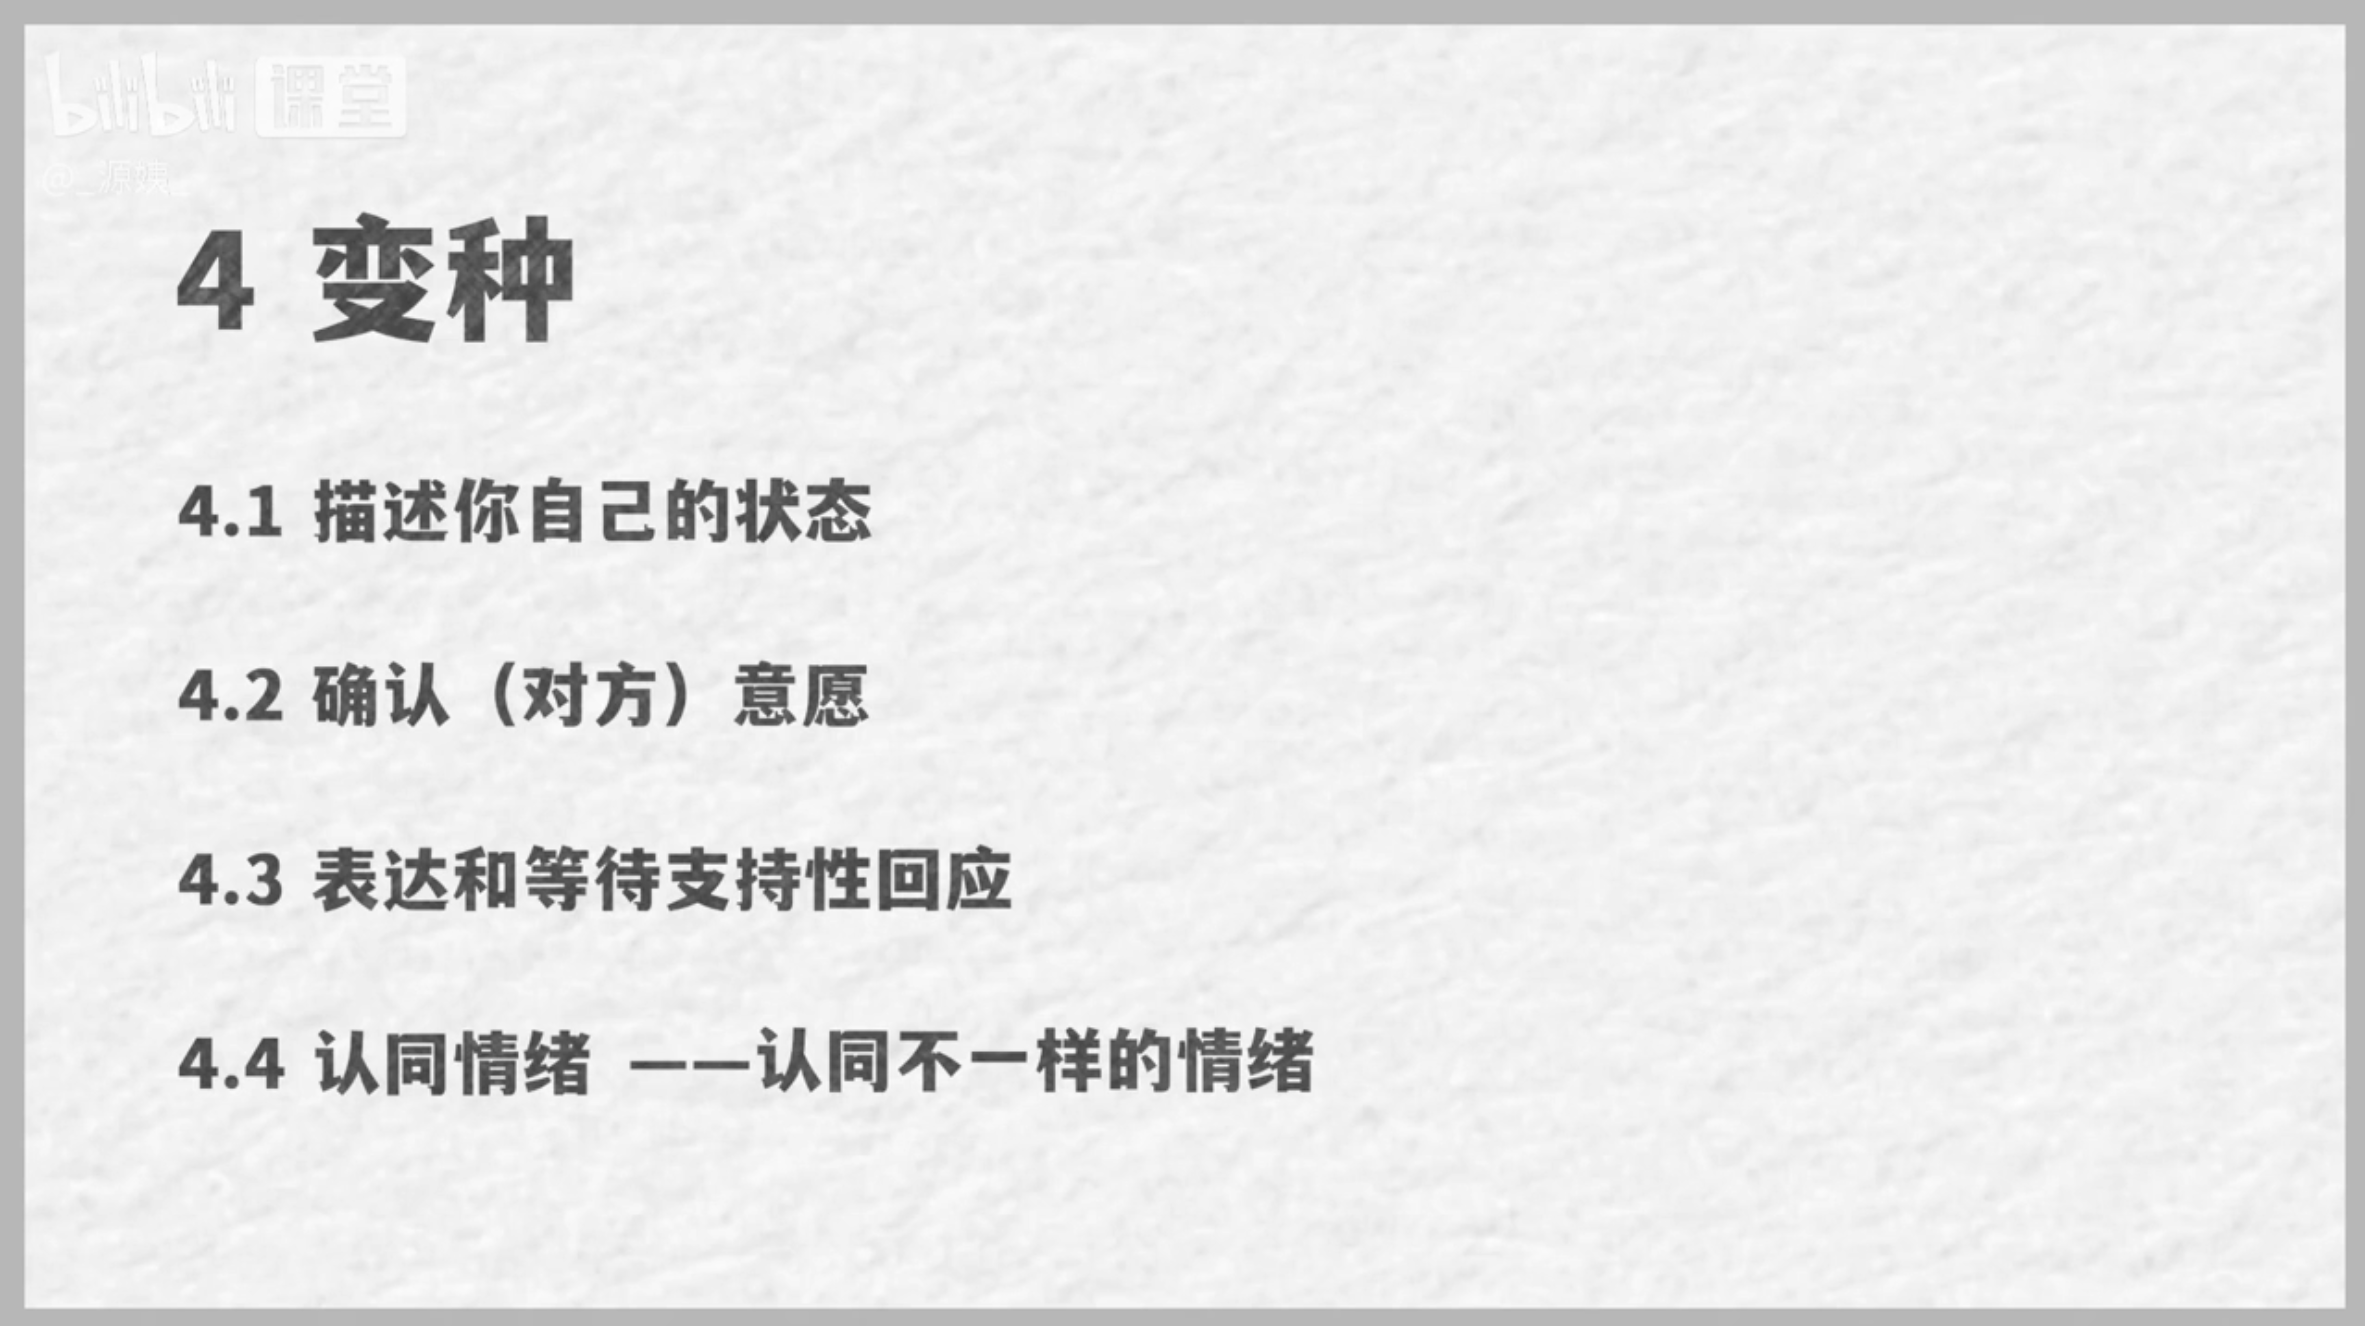 bilibili 课堂
@_源姨_
4 变种
4.1 描述你自己的状态
4.2 确认（对方）意愿
4.3 表达和等待支持性回应
4.4 认同情绪 ——认同不一样的情绪